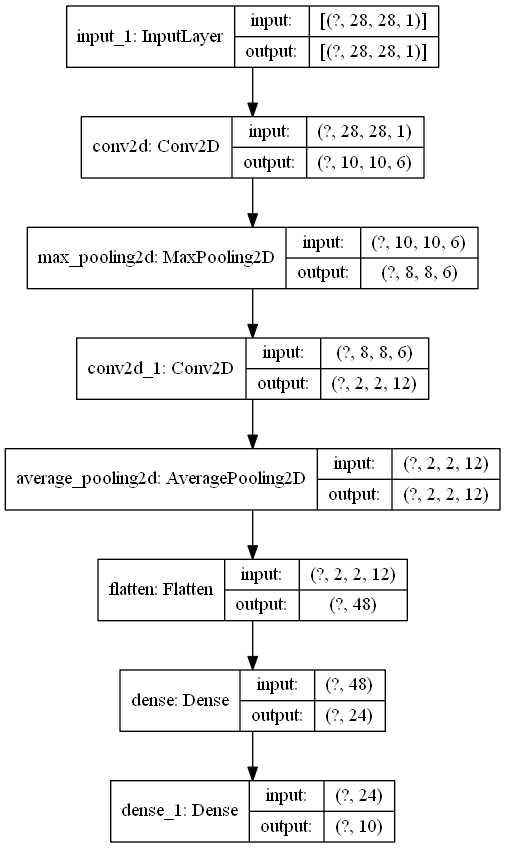 input_1: InputLayer
input:
[(?, 28, 28, 1)]
output:
[(?, 28, 28, 1)]
conv2d: Conv2D
input:
(?, 28, 28, 1)
output:
(?, 10, 10, 6)
max_pooling2d: MaxPooling2D
input:
(?, 10, 10, 6)
output:
(?, 8, 8, 6)
conv2d_1: Conv2D
input:
(?, 8, 8, 6)
output:
(?, 2, 2, 12)
average_pooling2d: AveragePooling2D
input:
(?, 2, 2, 12)
output:
(?, 2, 2, 12)
flatten: Flatten
input:
(?, 2, 2, 12)
output:
(?, 48)
dense: Dense
input:
(?, 48)
output:
(?, 24)
dense_1: Dense
input:
(?, 24)
output:
(?, 10)